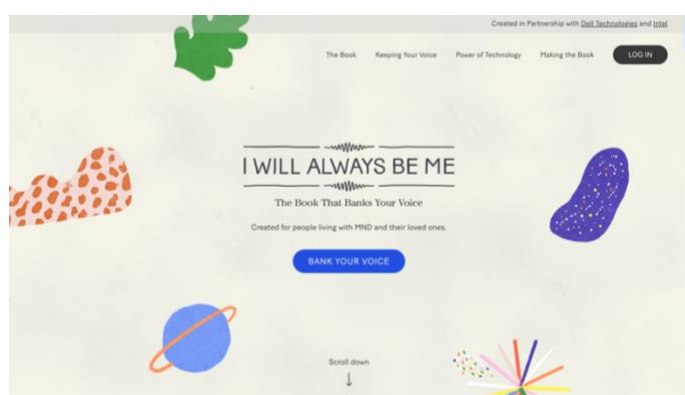 Created in Partnership with Dell Technologies and Intel
The Book Keeping Your Voice Power of Technology Making the Book LOG IN
I WILL ALWAYS BE ME
The Book That Banks Your Voice
Created for people living with MND and their loved ones.
BANK YOUR VOICE
Scroll down